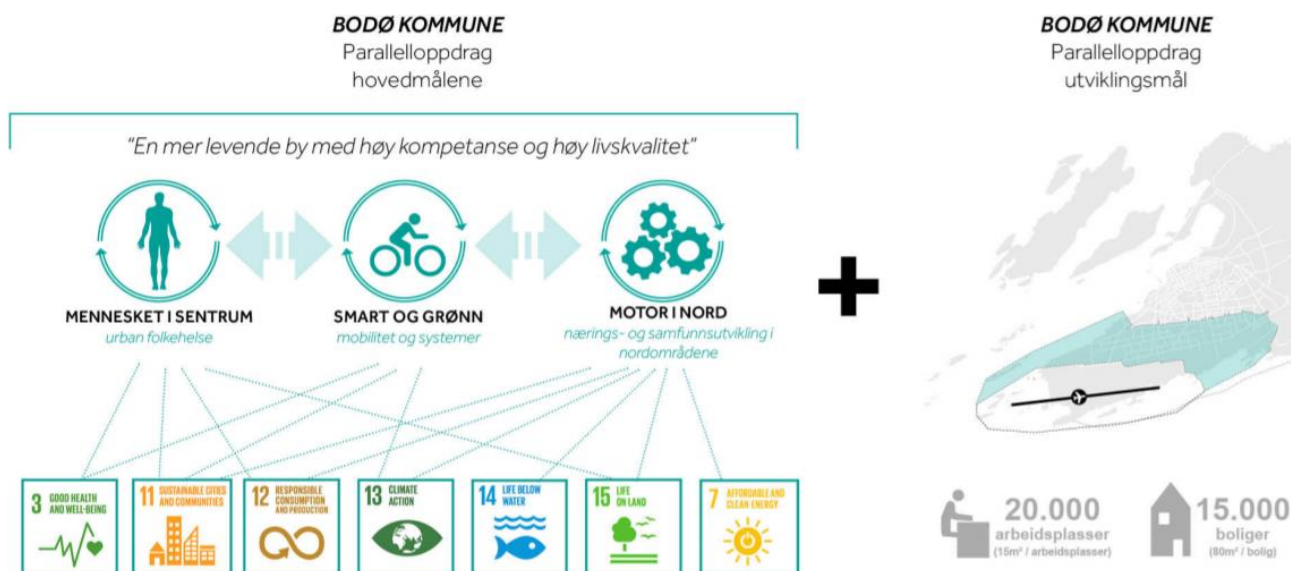 BODØ KOMMUNE
Parallelloppdrag
hovedmålene
"En mer levende by med høy kompetanse og høy livskvalitet"
MENNESKET I SENTRUM
urban folkehelse
SMART OG GRØNN
mobilitet og systemer
MOTOR I NORD
nærings- og samfunnsutvikling i
nordområdene
3 GOOD HEALTH
AND WELL-BEING
11 SUSTAINABLE CITIES
AND COMMUNITIES
12 RESPONSIBLE
CONSUMPTION
AND PRODUCTION
13 CLIMATE
ACTION
14 LIFE BELOW
WATER
15 LIFE
ON LAND
7 AFFORDABLE AND
CLEAN ENERGY
BODØ KOMMUNE
Parallelloppdrag
utviklingsmål
20.000
arbeidsplasser
(15m² / arbeidsplasser)
15.000
boliger
(80m² / bolig)